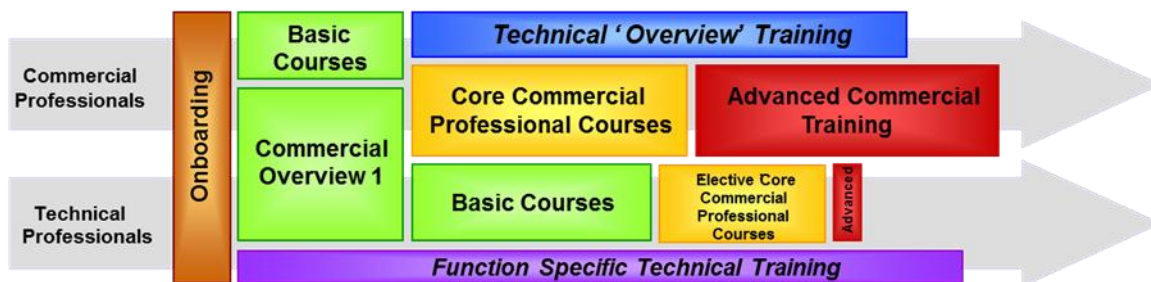 Commercial
Professionals
Technical
Professionals
Onboarding
Basic
Courses
Commercial
Overview 1
Technical ‘Overview’ Training
Core Commercial
Professional Courses
Advanced Commercial
Training
Basic Courses
Elective Core
Commercial
Professional
Courses
Advanced
Function Specific Technical Training